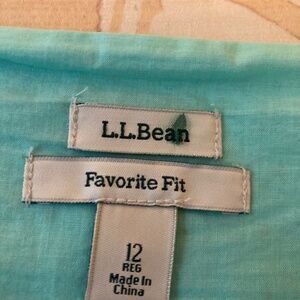 L.L.Bean
Favorite Fit
12
REG
Made In
China